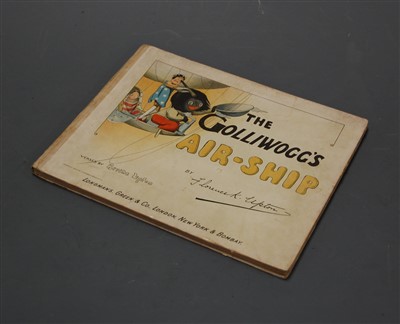 THE
GOLLIWOGG'S
AIR-SHIP
BY
Florence K. Upton
LONGMANS, GREEN & CO. LONDON, NEW YORK & BOMBAY.